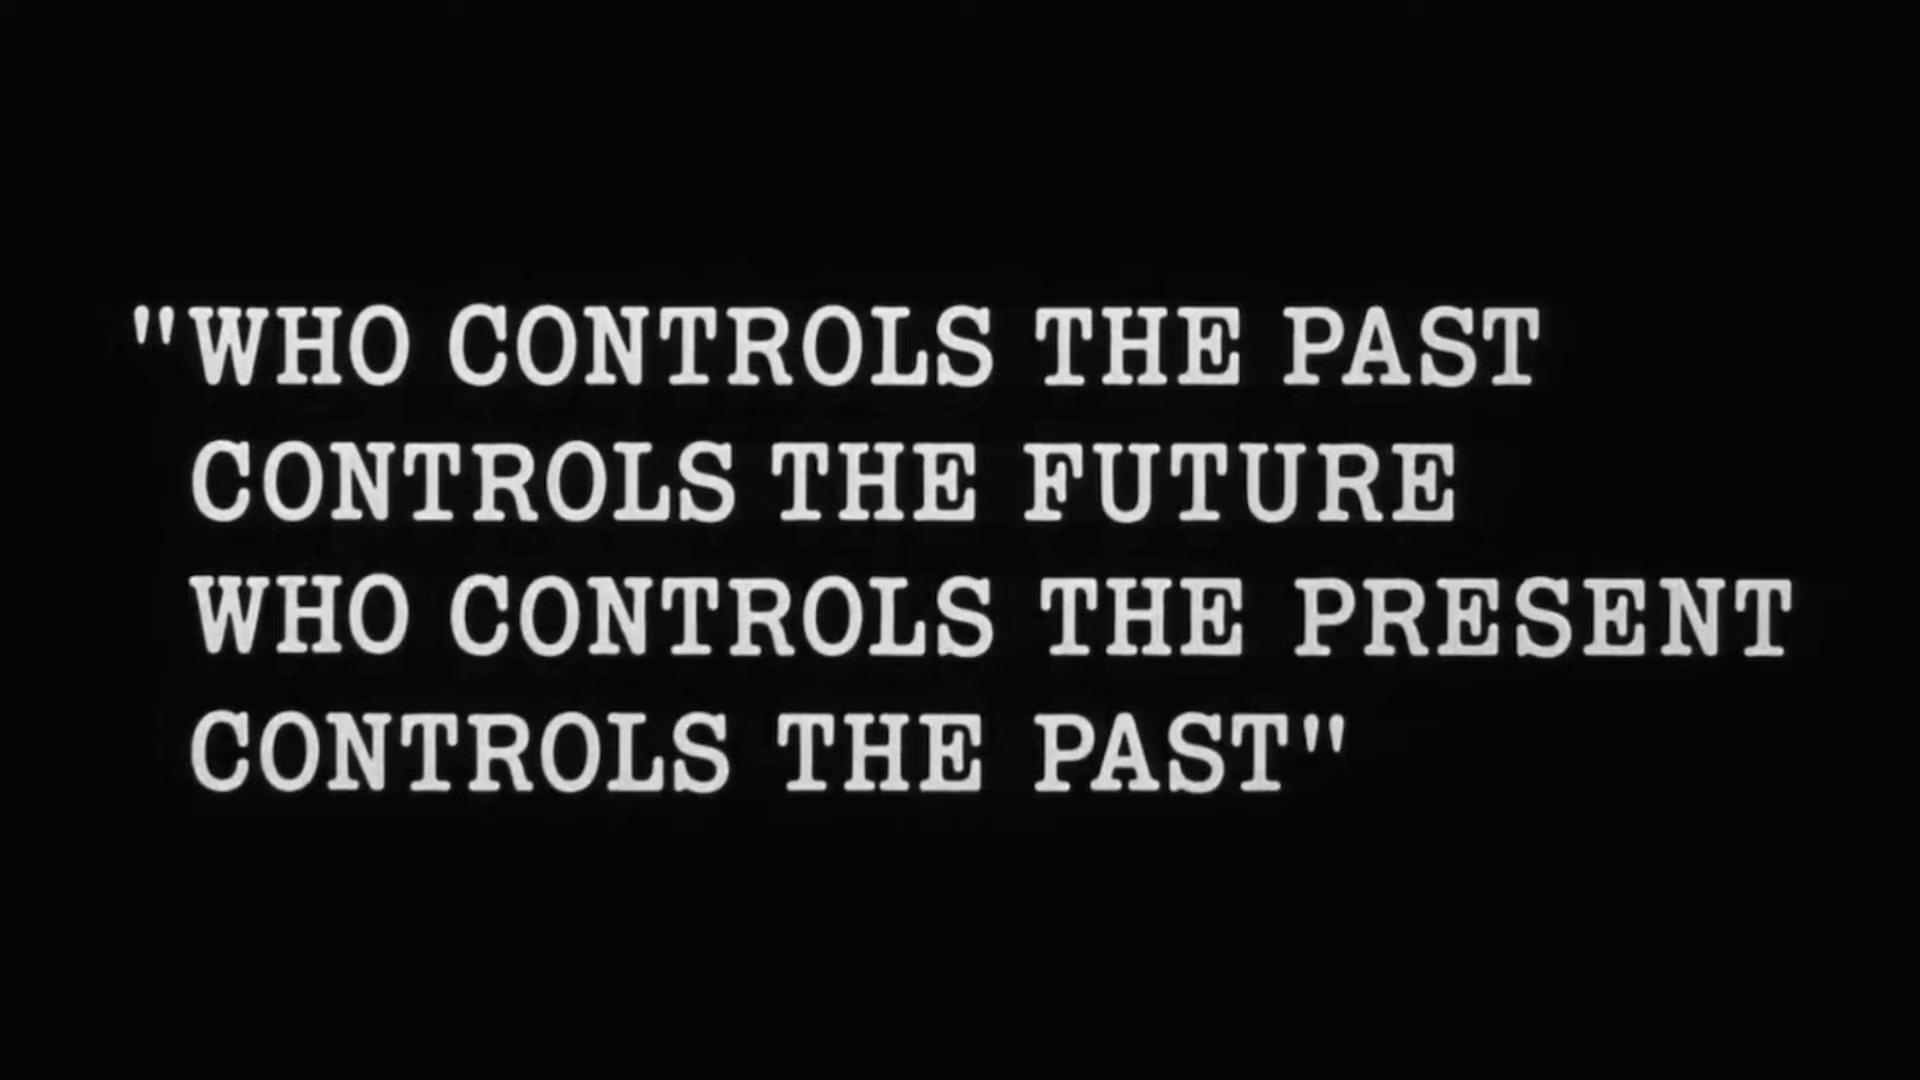 "WHO CONTROLS THE PAST
CONTROLS THE FUTURE
WHO CONTROLS THE PRESENT
CONTROLS THE PAST"